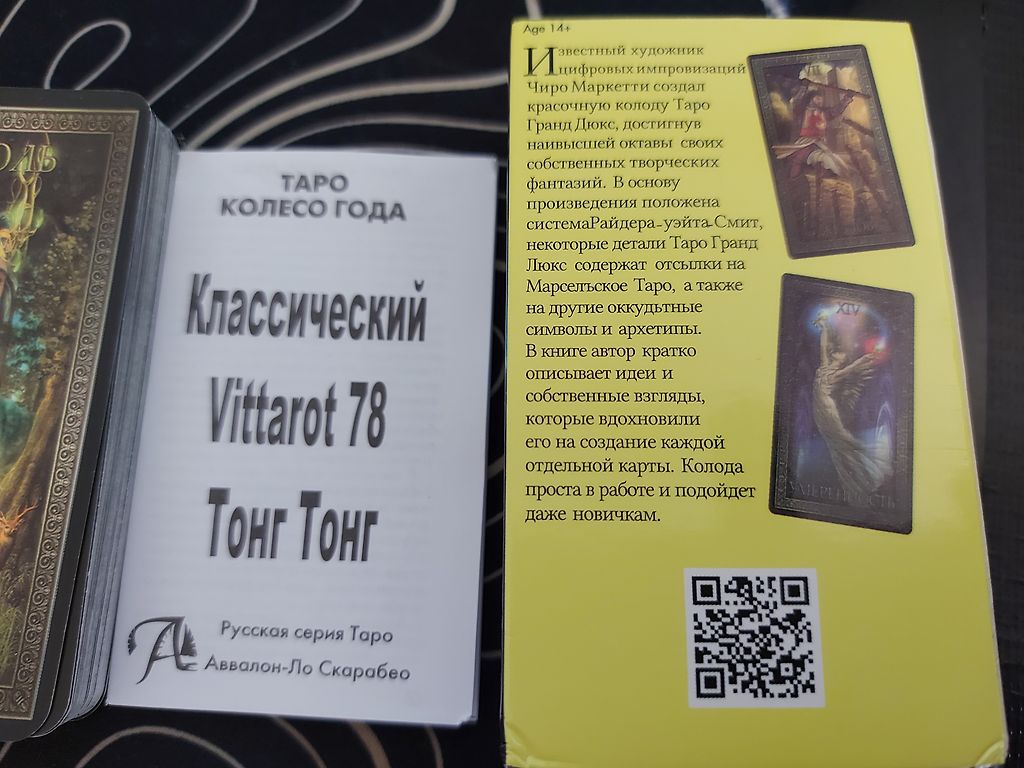 ОЛЬ
ТАРО
КОЛЕСО ГОДА
Классический
Vittarot 78
Тонг Тонг
Русская серия Таро
Аввалон-Ло Скарабео
Age 14+
Известный художник
цифровых импровизаций
Чиро Маркетти создал
красочную колоду Таро
Гранд Люкс, достигнув
наивысшей октавы своих
собственных творческих
фантазий. В основу
произведения положена
системаРайдера-уэйта-Смит,
некоторые детали Таро Гранд
Люкс содержат отсылки на
Марселъское Таро, а также
на другие оккудьтные
символы и архетипы.
В книге автор кратко
описывает идеи и
собственные взгляды,
которые вдохновили
его на создание каждой
отдельной карты. Колода
проста в работе и подойдет
даже новичкам.
XIV
УМЕРЕННОСТЬ